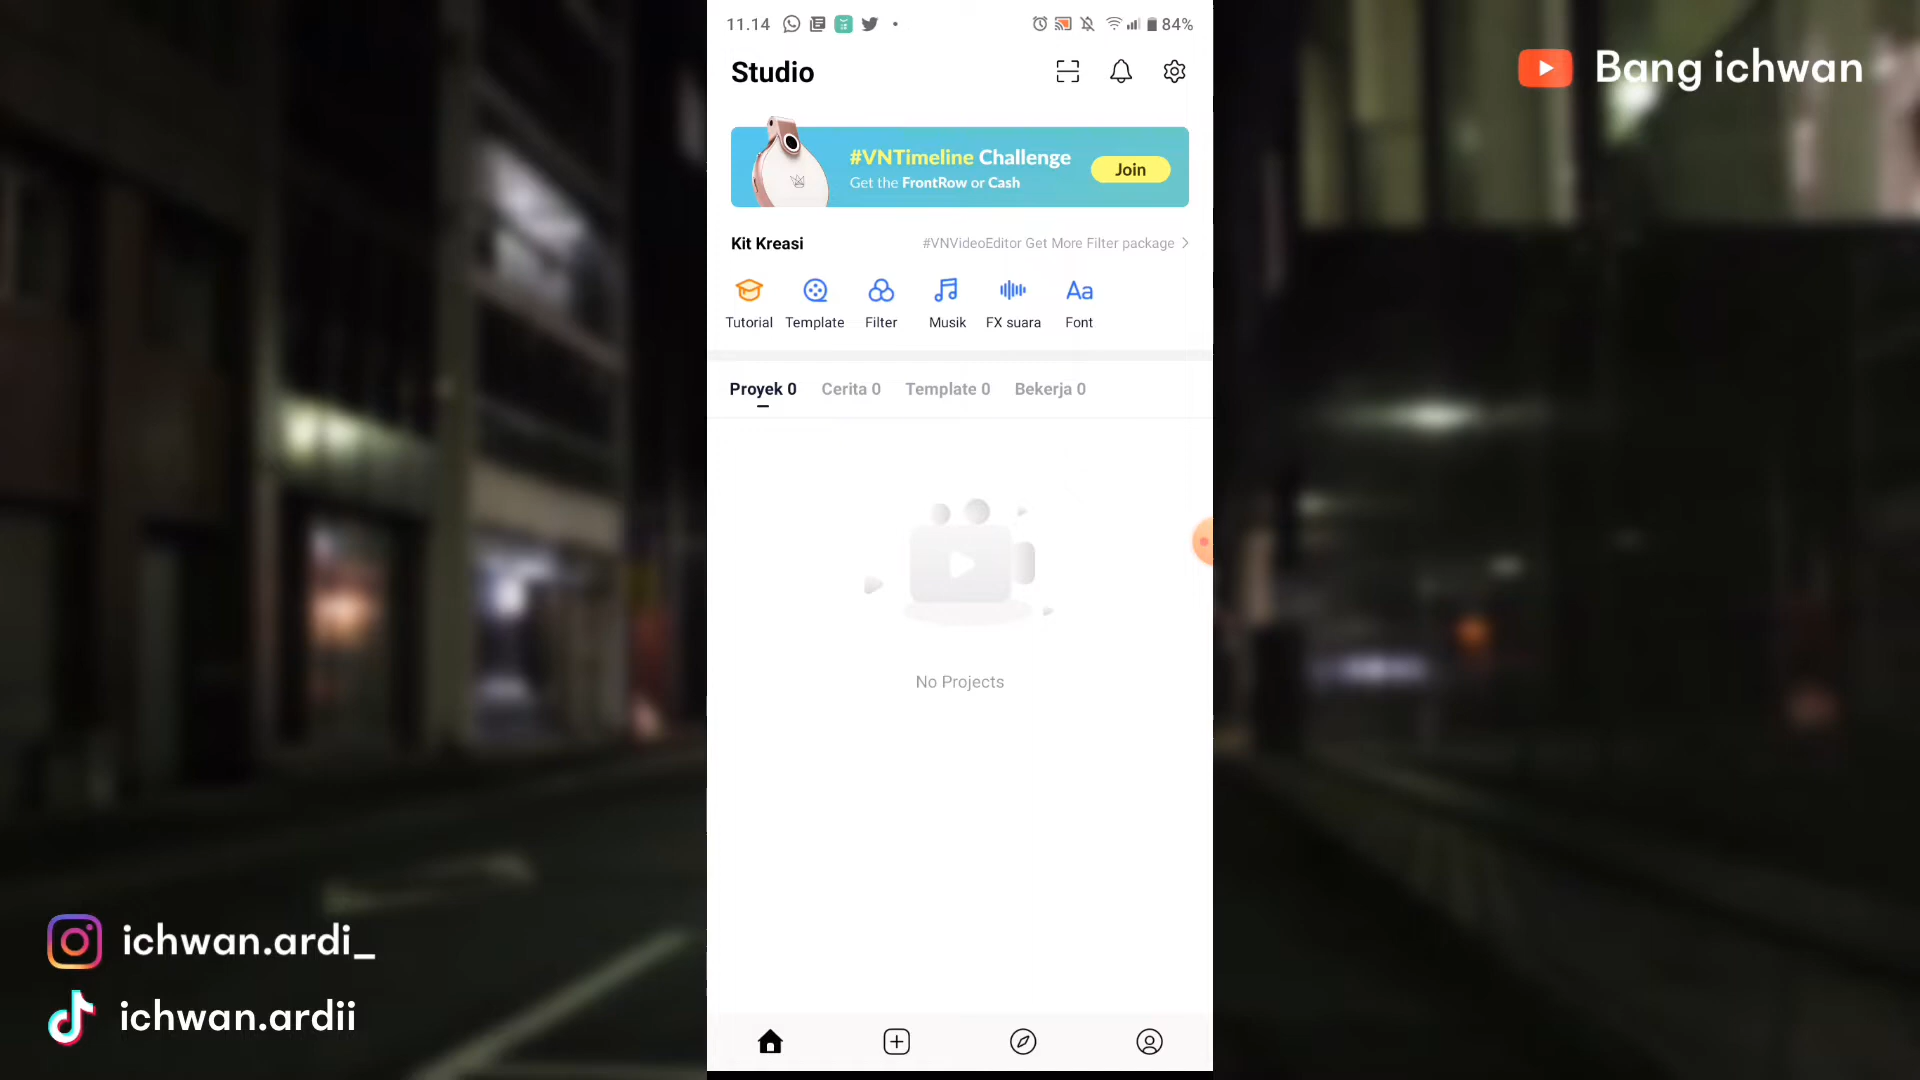 11.14
84%
Studio
Bang ichwan
#VNTimeline Challenge
Get the FrontRow or Cash
Join
Kit Kreasi
#VNVideoEditor Get More Filter package
Tutorial
Template
Filter
Musik
FX suara
Aa
Font
Proyek 0
Cerita 0
Template 0
Bekerja 0
No Projects
ichwan.ardi_
ichwan.ardii